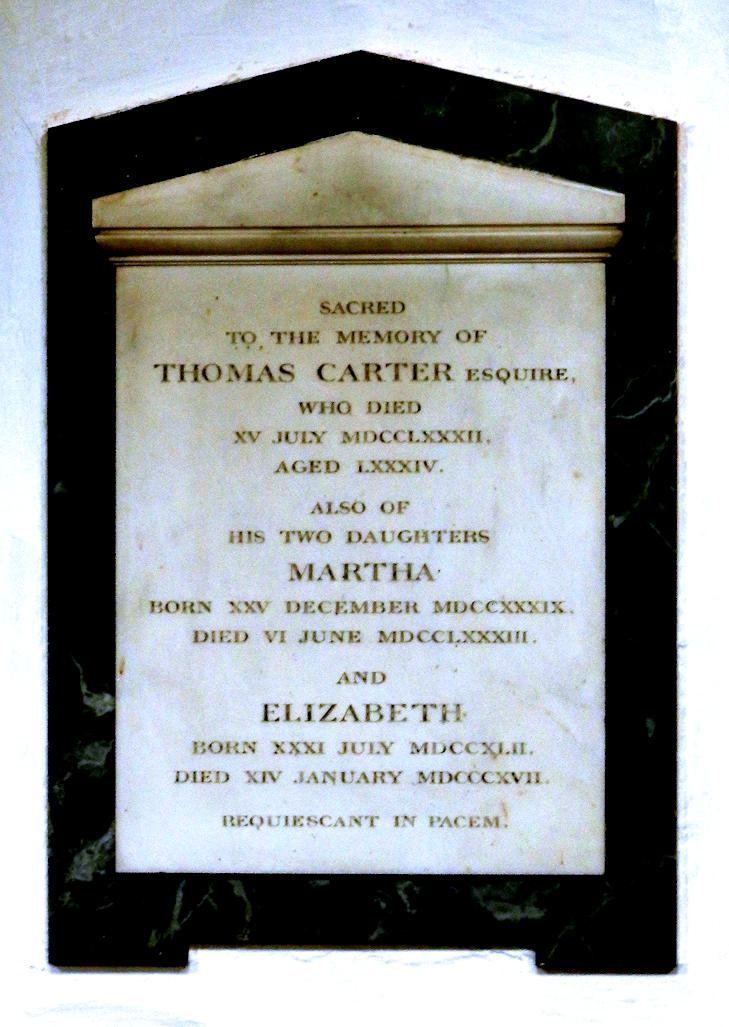 SACRED
TO THE MEMORY OF
THOMAS CARTER ESQUIRE,
WHO DIED
XV JULY MDCCLXXXII.
AGED LXXXIV.
ALSO OF
HIS TWO DAUGHTERS
MARTHA
BORN XXV DECEMBER MDCCXXXIX.
DIED VI JUNE MDCCLXXXIII.
AND
ELIZABETH
BORN XXXI JULY MDCCXLII.
DIED XIV JANUARY MDCCCXVII.
REQUIESCANT IN PACEM.